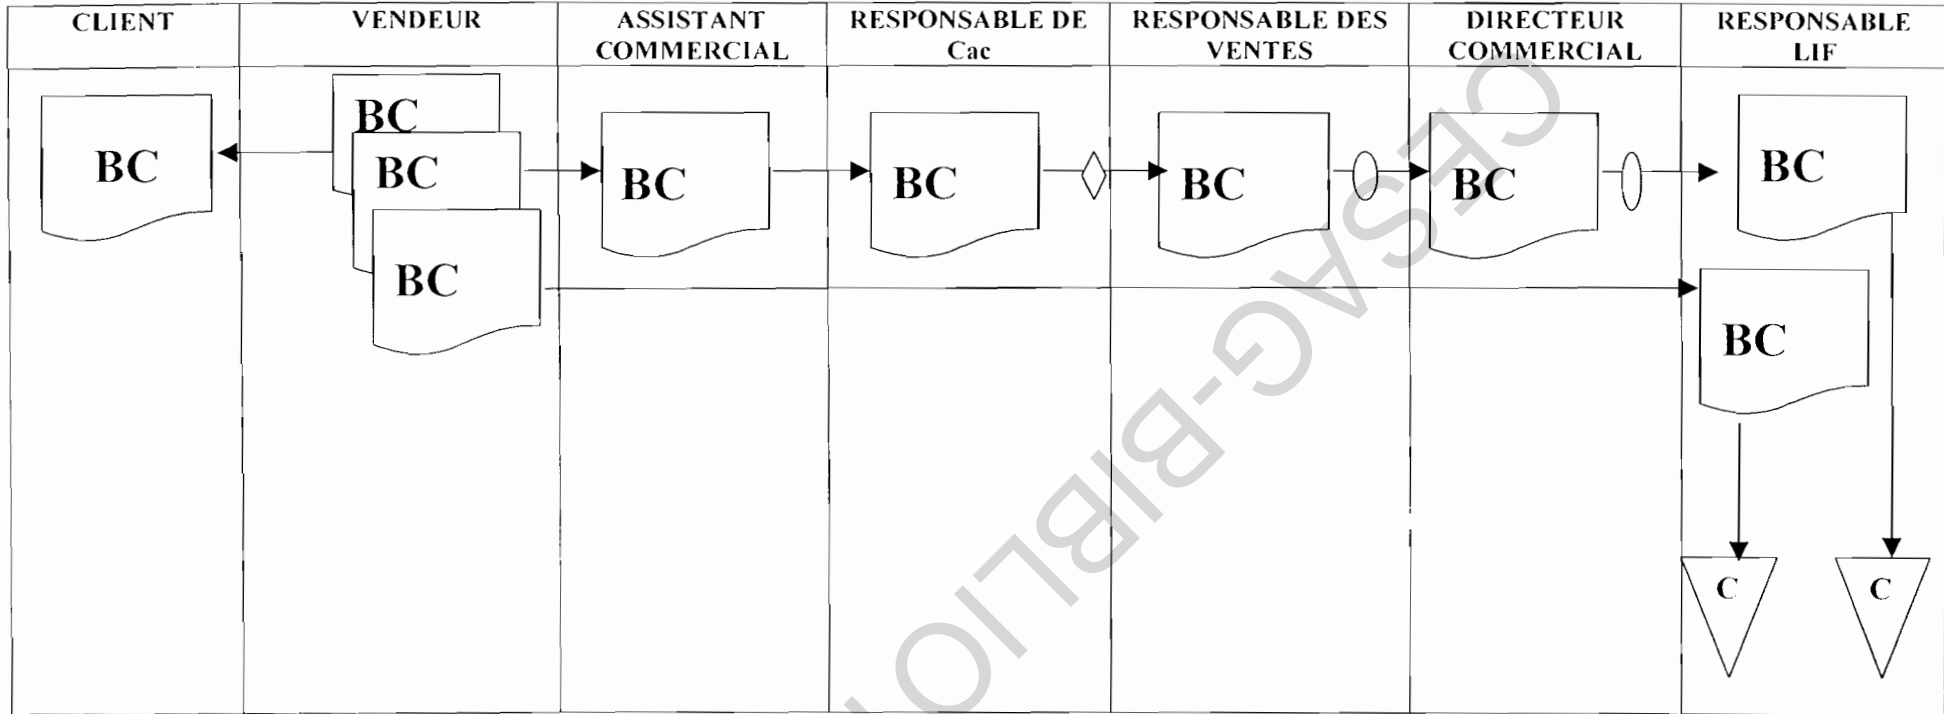 CLIENT
VENDEUR
ASSISTANT
COMMERCIAL
RESPONSABLE DE
Cac
RESPONSABLE DES
VENTES
DIRECTEUR
COMMERCIAL
RESPONSABLE
LIF
BC
BC
BC
BC
BC
BC
BC
BC
BC
BC
C
C
CESAG-BIBLIOT